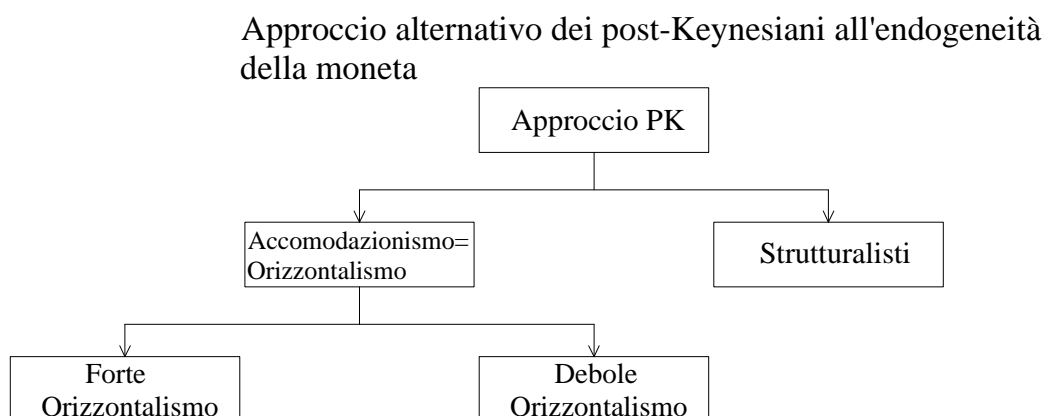 Approccio alternativo dei post-Keynesiani all'endogeneità
della moneta
Approccio PK
Accomodazionismo=
Orizzontalismo
Strutturalisti
Forte
Orizzontalismo
Debole
Orizzontalismo